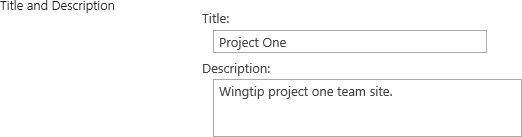 Title and Description
Title:
Project One
Description:
Wingtip project one team site.